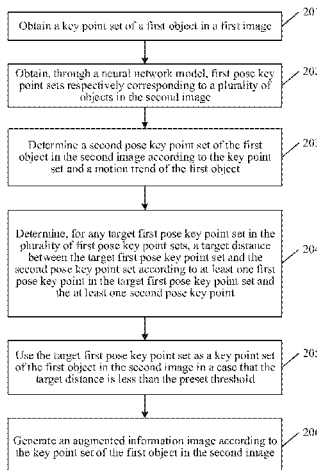 Obtain a key point set of a first object in a first image
Obtain, through a neural network model, first pose key
point sets respectively corresponding to a plurality of
objects in the second image
Determine a second pose key point set of the first
object in the second image according to the key point
set and a motion trend of the first object
Determine, for any target first pose key point set in the
plurality of first pose key point sets, a target distance
between the target first pose key point set and the
second pose key point set according to at least one first
pose key point in the target first pose key point set and
the at least one second pose key point
204
Use the target first pose key point set as a key point set
of the first object in the second image in a case that the
target distance is less than the preset threshold
Generate an augmented information image according to
the key point set of the first object in the second image